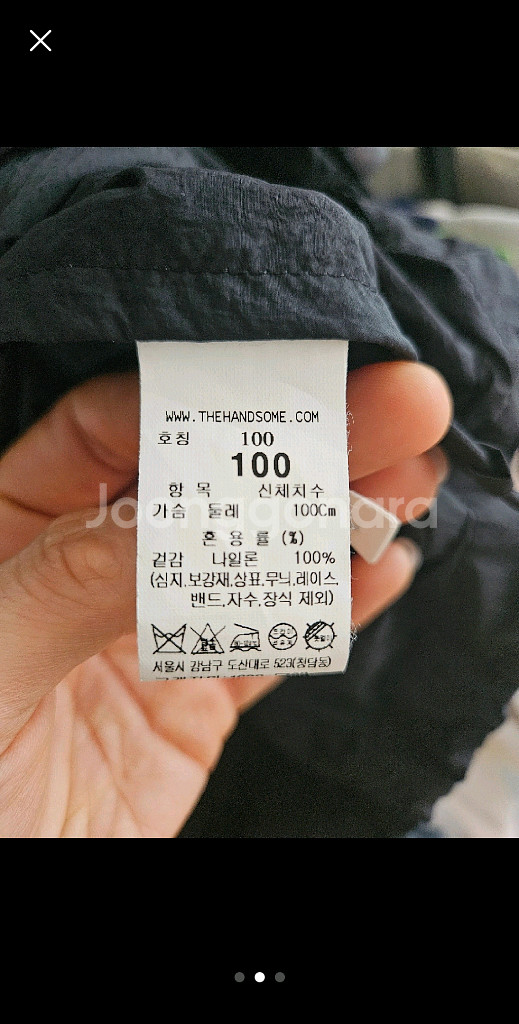 WWW.THEHANDSOME.COM
호칭 100
100
항 목 신체치수
가슴 둘레 100Cm
Joonggonara
혼 용 률 (%)
겉감 나일론 100%
(심지,보강재,상표,무늬,레이스,
밴드,자수,장식 제외)
서울시 강남구 도산대로 523(청담동)